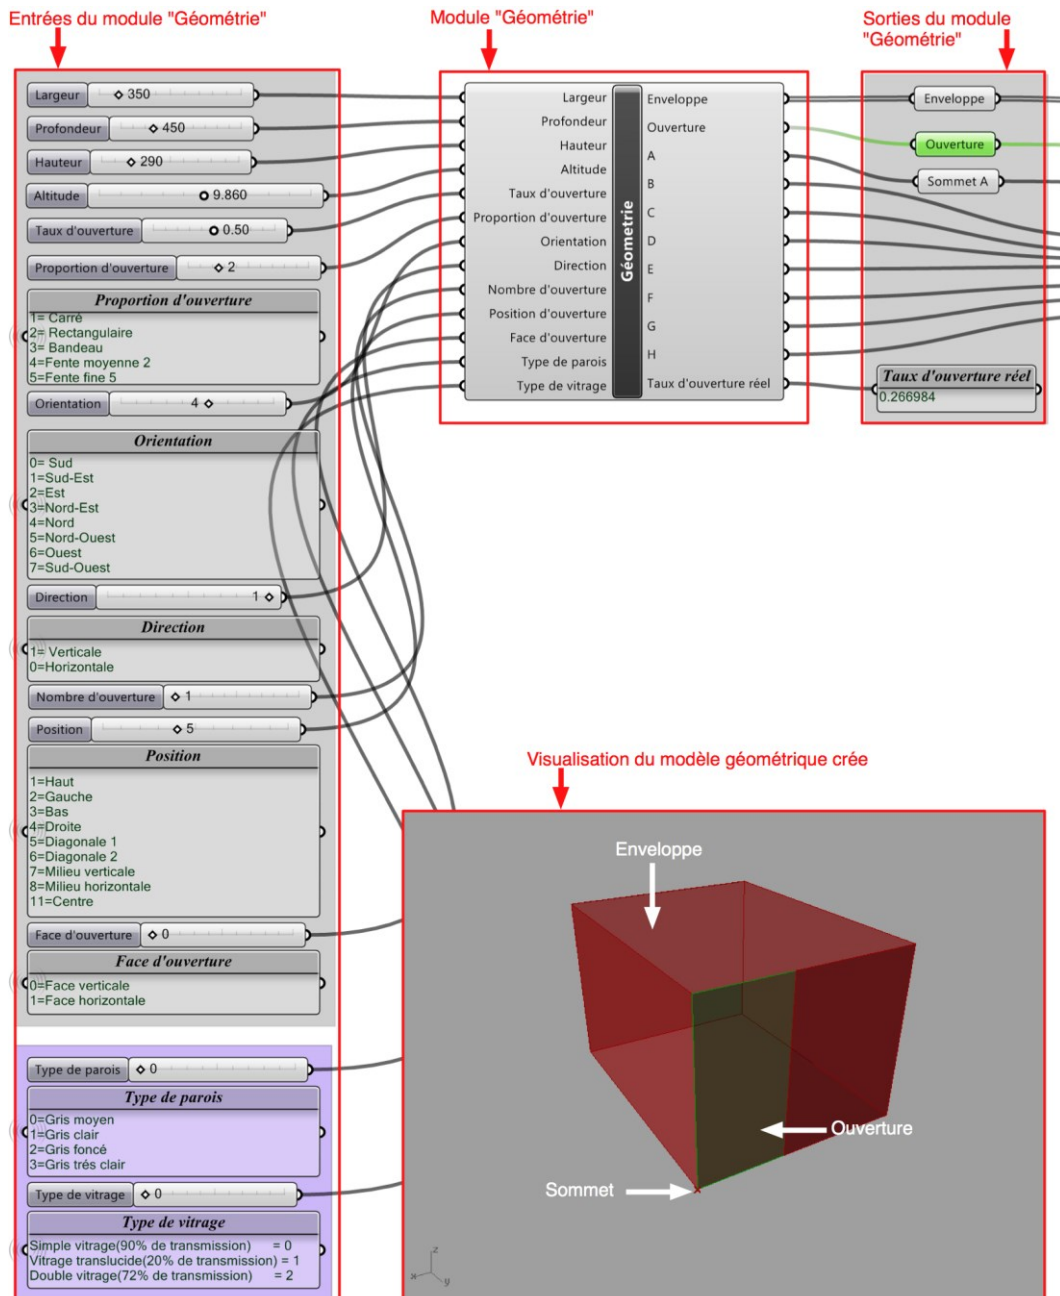 Entrées du module "Géométrie"
Module "Géométrie"
Sorties du module
"Géométrie"
Largeur 350
Profondeur 450
Hauteur 290
Altitude 9.860
Taux d'ouverture 0.50
Proportion d'ouverture 2
Proportion d'ouverture
1= Carré
2= Rectangulaire
3= Bandeau
4=Fente moyenne 2
5=Fente fine 5
Orientation 4
Orientation
0= Sud
1=Sud-Est
2=Est
3=Nord-Est
4=Nord
5=Nord-Ouest
6=Ouest
7=Sud-Ouest
Direction 1
Direction
1= Verticale
0=Horizontale
Nombre d'ouverture 1
Position 5
Position
1=Haut
2=Gauche
3=Bas
4=Droite
5=Diagonale 1
6=Diagonale 2
7=Milieu verticale
8=Milieu horizontale
11=Centre
Face d'ouverture 0
Face d'ouverture
0=Face verticale
1=Face horizontale
Type de parois 0
Type de parois
0=Gris moyen
1=Gris clair
2=Gris foncé
3=Gris trés clair
Type de vitrage 0
Type de vitrage
Simple vitrage(90% de transmission) = 0
Vitrage translucide(20% de transmission) = 1
Double vitrage(72% de transmission) = 2
Largeur
Profondeur
Hauteur
Altitude
Taux d'ouverture
Proportion d'ouverture
Orientation
Direction
Nombre d'ouverture
Position d'ouverture
Face d'ouverture
Type de parois
Type de vitrage
Géometrie
Enveloppe
Ouverture
A
B
C
D
E
F
G
H
Taux d'ouverture réel
Enveloppe
Ouverture
Sommet A
Taux d'ouverture réel
0.266984
Visualisation du modèle géométrique crée
Enveloppe
Ouverture
Sommet
z
x
y